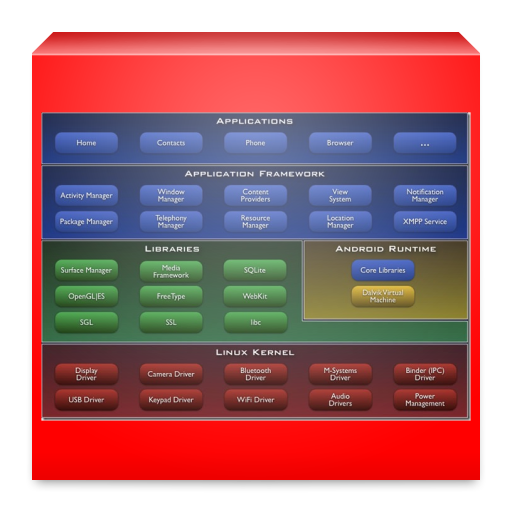 APPLICATIONS
Home Contacts Phone Browser ...
APPLICATION FRAMEWORK
Activity Manager Window Manager Content Providers View System Notification Manager
Package Manager Telephony Manager Resource Manager Location Manager XMPP Service
LIBRARIES
Surface Manager Media Framework SQLite
OpenGL|ES FreeType WebKit
SGL SSL libc
ANDROID RUNTIME
Core Libraries
Dalvik Virtual Machine
LINUX KERNEL
Display Driver Camera Driver Bluetooth Driver M-Systems Driver Binder (IPC) Driver
USB Driver Keypad Driver WiFi Driver Audio Drivers Power Management